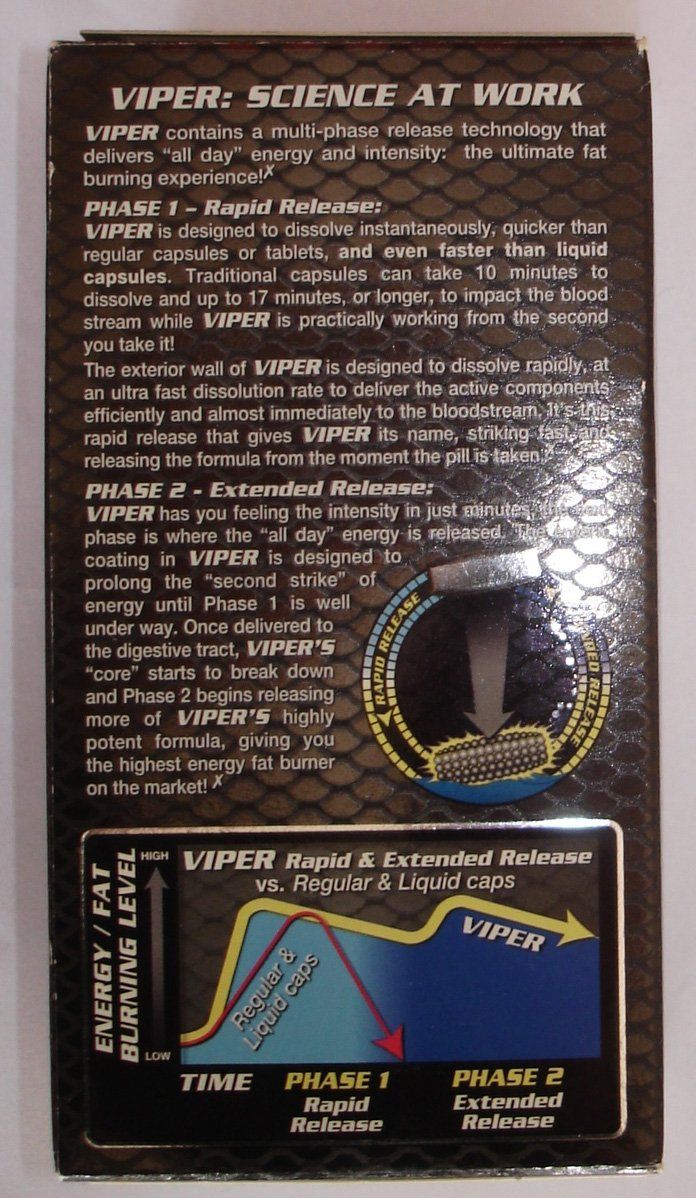 VIPER: SCIENCE AT WORK
VIPER contains a multi-phase release technology that
delivers “all day” energy and intensity: the ultimate fat
burning experience!X
PHASE 1 - Rapid Release:
VIPER is designed to dissolve instantaneously, quicker than
regular capsules or tablets, and even faster than liquid
capsules. Traditional capsules can take 10 minutes to
dissolve and up to 17 minutes, or longer, to impact the blood
stream while VIPER is practically working from the second
you take it!
The exterior wall of VIPER is designed to dissolve rapidly, at
an ultra fast dissolution rate to deliver the active components
efficiently and almost immediately to the bloodstream. It's this
rapid release that gives VIPER its name, striking fast and
releasing the formula from the moment the pill is taken.X
PHASE 2 - Extended Release:
VIPER has you feeling the intensity in just minutes,
phase is where the “all day” energy is released. The
coating in VIPER is designed to
prolong the “second strike” of
energy until Phase 1 is well
under way. Once delivered to
the digestive tract, VIPER'S
“core” starts to break down
and Phase 2 begins releasing
more of VIPER'S highly
potent formula, giving you
the highest energy fat burner
on the market! X
RAPID RELEASE
RELEASE
VIPER Rapid & Extended Release
vs. Regular & Liquid caps
ENERGY / FAT
BURNING LEVEL
HIGH
LOW
Regular &
Liquid caps
VIPER
TIME
PHASE 1
Rapid
Release
PHASE 2
Extended
Release